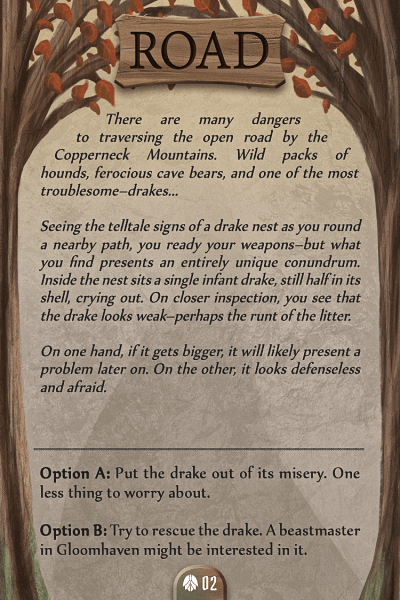 ROAD
There are many dangers
to traversing the open road by the
Copperneck Mountains. Wild packs of
hounds, ferocious cave bears, and one of the most
troublesome–drakes...
Seeing the telltale signs of a drake nest as you round
a nearby path, you ready your weapons–but what
you find presents an entirely unique conundrum.
Inside the nest sits a single infant drake, still half in its
shell, crying out. On closer inspection, you see that
the drake looks weak–perhaps the runt of the litter.
On one hand, if it gets bigger, it will likely present a
problem later on. On the other, it looks defenseless
and afraid.
Option A: Put the drake out of its misery. One
less thing to worry about.
Option B: Try to rescue the drake. A beastmaster
in Gloomhaven might be interested in it.
02